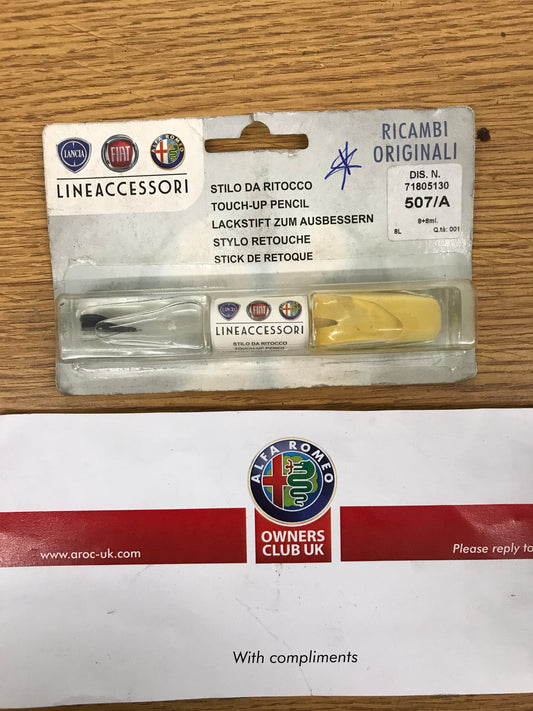 LANCIA
FIAT
ALFA ROMEO
LINEACCESSORI
STILO DA RITOCCO
TOUCH-UP PENCIL
LACKSTIFT ZUM AUSBESSERN
STYLO RETOUCHE
STICK DE RETOQUE
RICAMBI
ORIGINALI
DIS. N.
71805130
507/A
8+8ml.
8L Q.tà: 001
LANCIA
FIAT
LINEACCESSORI
STILO DA RITOCCO
TOUCH-UP PENCIL
ALFA ROMEO
OWNERS
CLUB UK
www.aroc-uk.com
Please reply to
With compliments